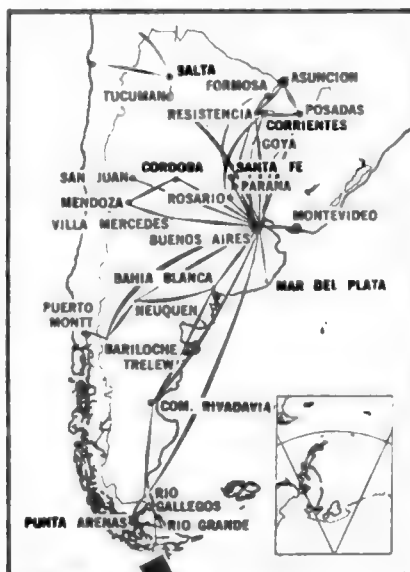 SALTA
FORMOSA
ASUNCION
TUCUMAN
RESISTENCIA
POSADAS
CORRIENTES
GOYA
SAN JUAN
CORDOBA
SANTA FE
PARANA
MENDOZA
ROSARIO
VILLA MERCEDES
MONTEVIDEO
BUENOS AIRES
BAHIA BLANCA
MAR DEL PLATA
PUERTO
MONTT
NEUQUEN
BARILOCHE
TRELEW
COM. RIVADAVIA
RIO
GALLEGOS
PUNTA ARENAS
RIO GRANDE